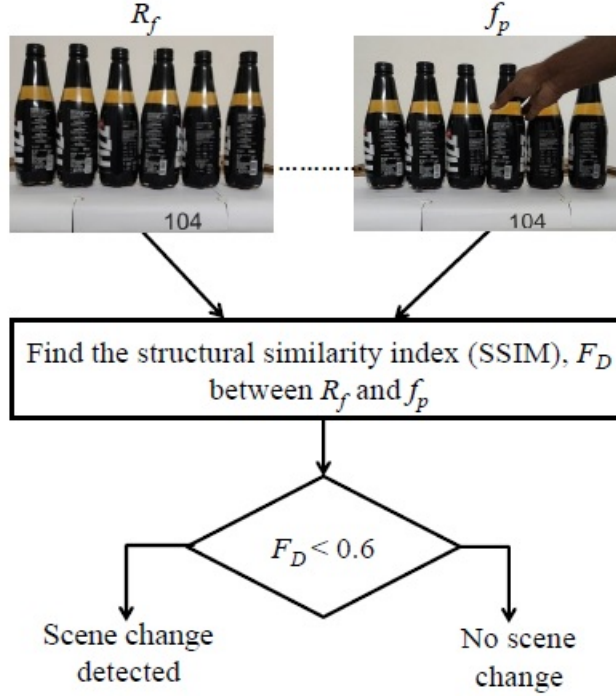 R_f
f_p
104
104
Find the structural similarity index (SSIM), F_D
between R_f and f_p
F_D < 0.6
Scene change
detected
No scene
change